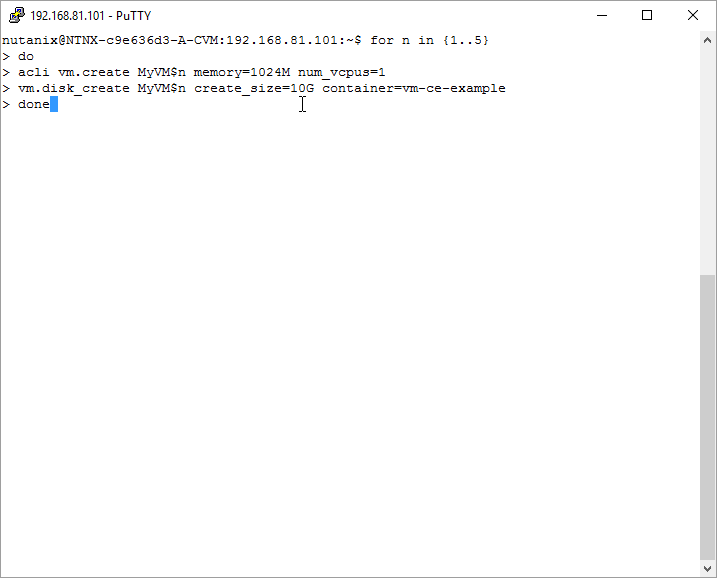 192.168.81.101 - PuTTY
nutanix@NTNX-c9e636d3-A-CVM:192.168.81.101:~$ for n in {1..5}
> do
> acli vm.create MyVM$n memory=1024M num_vcpus=1
> vm.disk_create MyVM$n create_size=10G container=vm-ce-example
> done